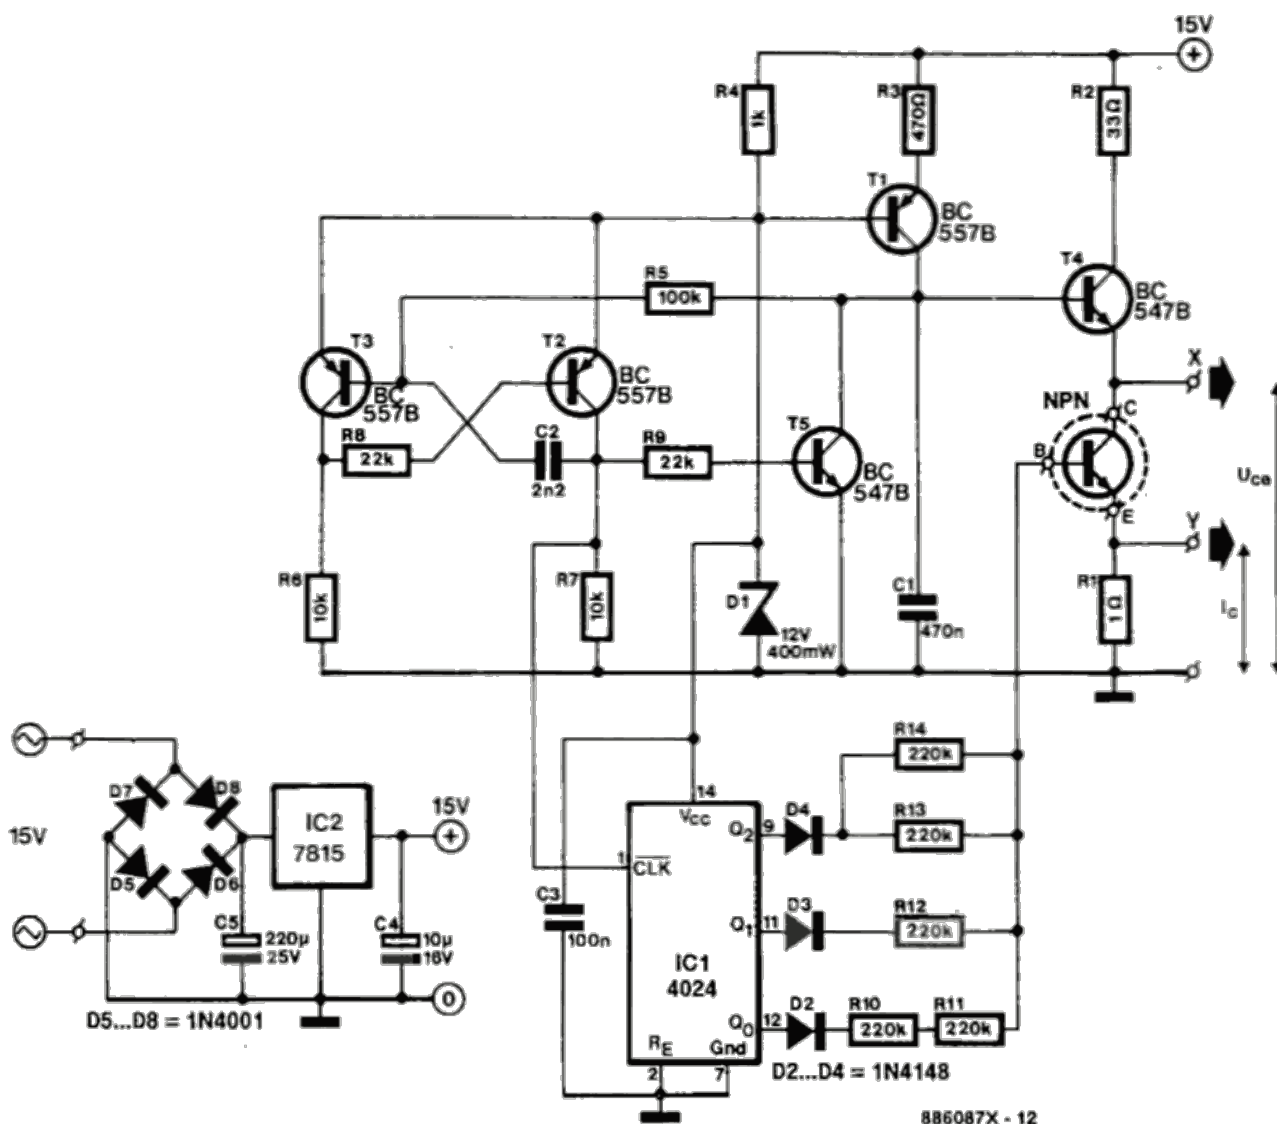 15V
+
R4
1k
R3
470Ω
R2
33Ω
T1
BC
557B
T4
BC
547B
R5
100k
T3
BC
557B
T2
BC
557B
X
C
NPN
B
E
Uce
R8
22k
C2
2n2
R9
22k
T5
BC
547B
Y
R6
10k
R7
10k
D1
12V
400mW
C1
470n
R1
1Ω
IC
15V
D7
D8
D5
D6
IC2
7815
15V
+
C5
220µ
25V
C4
10µ
16V
0
D5...D8 = 1N4001
14
VCC
1
CLK
C3
100n
IC1
4024
Q2
9
D4
R14
220k
R13
220k
Q1
11
D3
R12
220k
Q0
12
D2
R10
220k
R11
220k
RE
Gnd
2
7
D2...D4 = 1N4148
886087X - 12